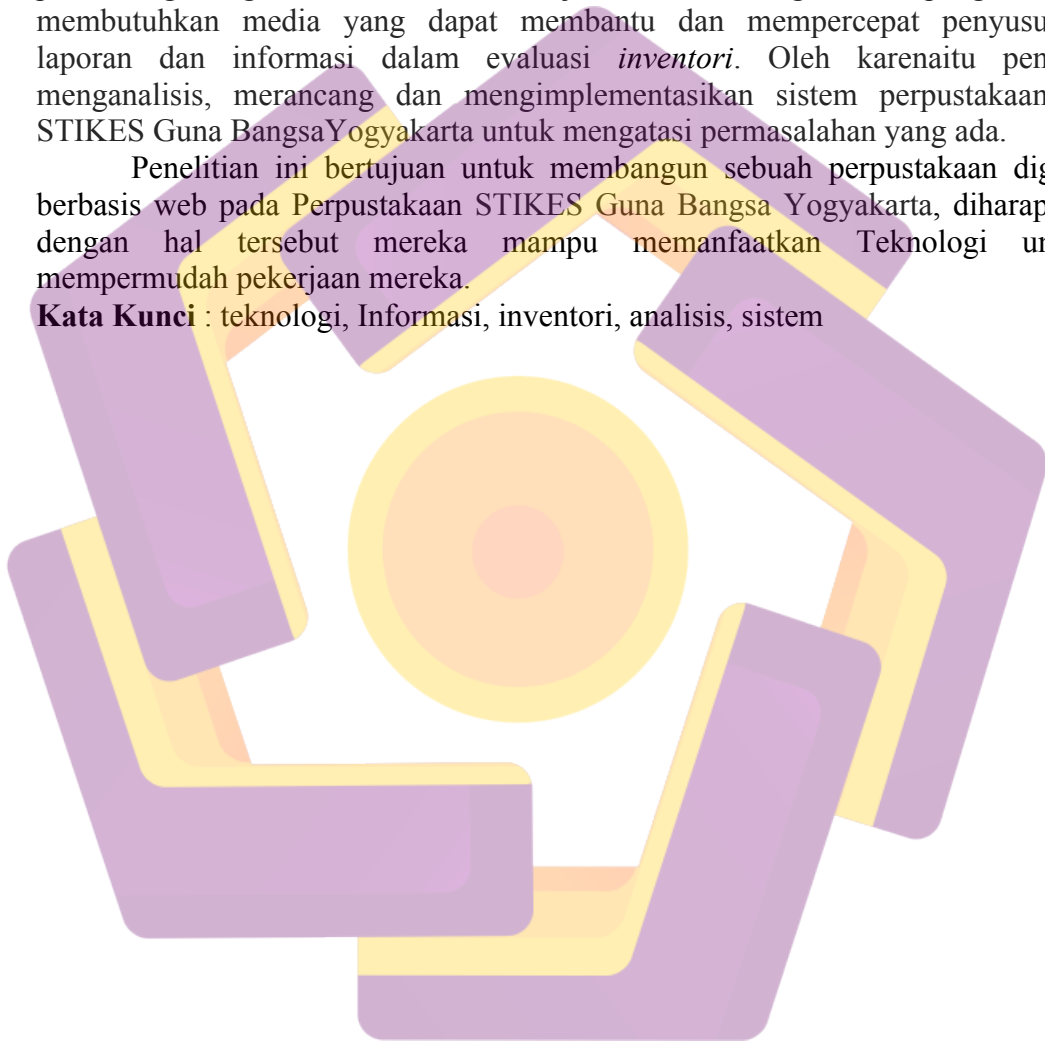 membutuhkan media yang dapat membantu dan mempercepat penyusu
laporan dan informasi dalam evaluasi inventori. Oleh karenaitu pen
menganalisis, merancang dan mengimplementasikan sistem perpustakaan
STIKES Guna BangsaYogyakarta untuk mengatasi permasalahan yang ada.
Penelitian ini bertujuan untuk membangun sebuah perpustakaan dig
berbasis web pada Perpustakaan STIKES Guna Bangsa Yogyakarta, diharap
dengan hal tersebut mereka mampu memanfaatkan Teknologi un
mempermudah pekerjaan mereka.
Kata Kunci : teknologi, Informasi, inventori, analisis, sistem